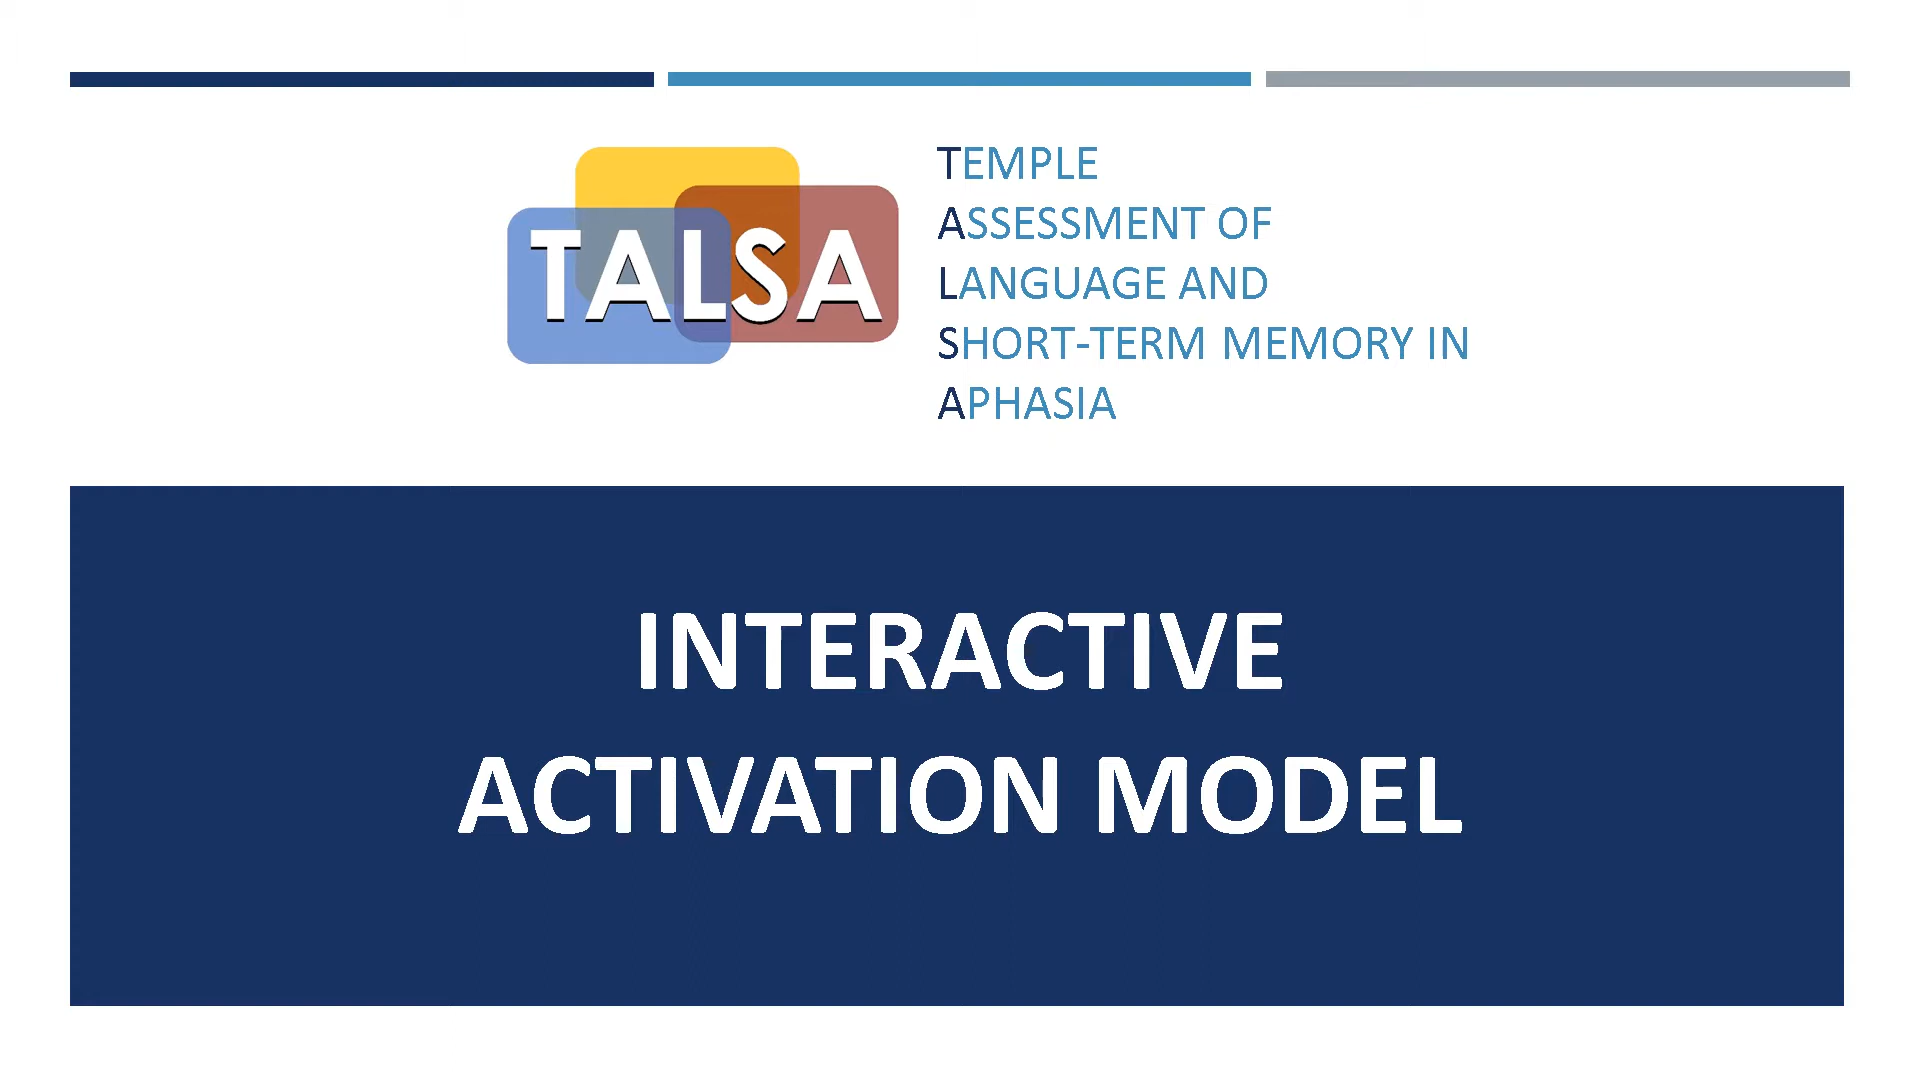 TALSA
TEMPLE
ASSESSMENT OF
LANGUAGE AND
SHORT-TERM MEMORY IN
APHASIA
INTERACTIVE
ACTIVATION MODEL